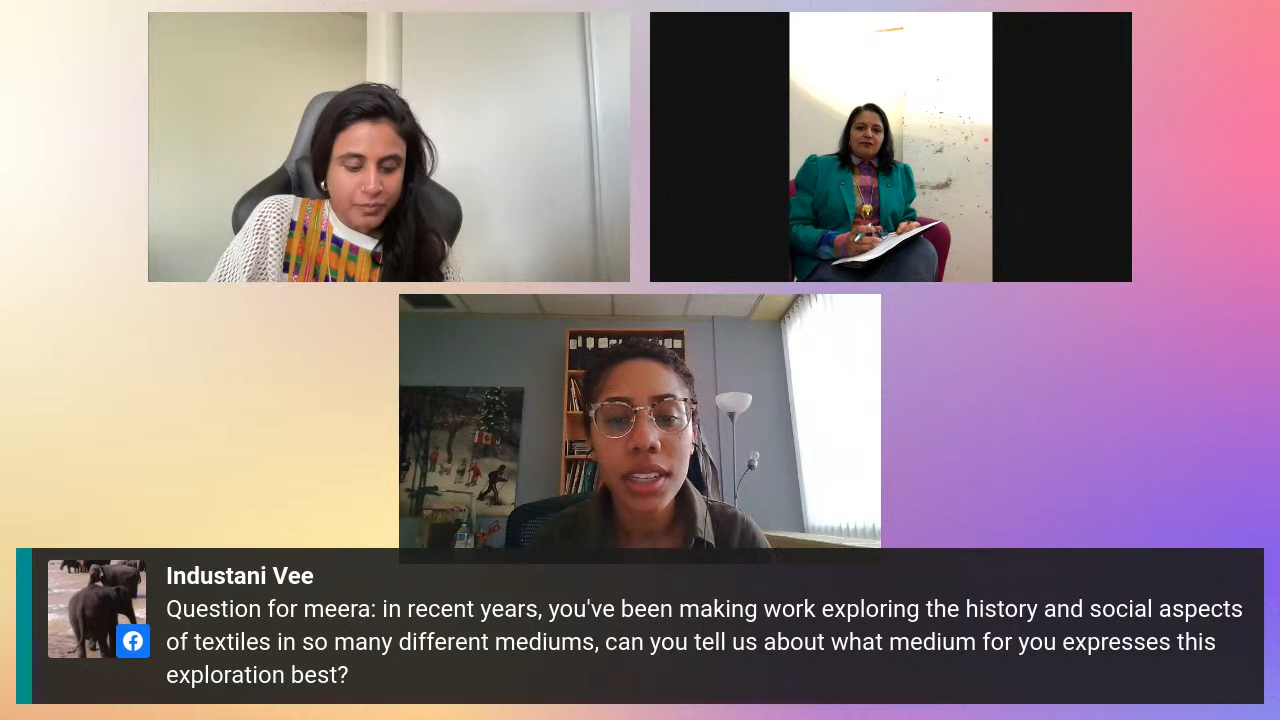 Industani Vee
Question for meera: in recent years, you've been making work exploring the history and social aspects
of textiles in so many different mediums, can you tell us about what medium for you expresses this
exploration best?